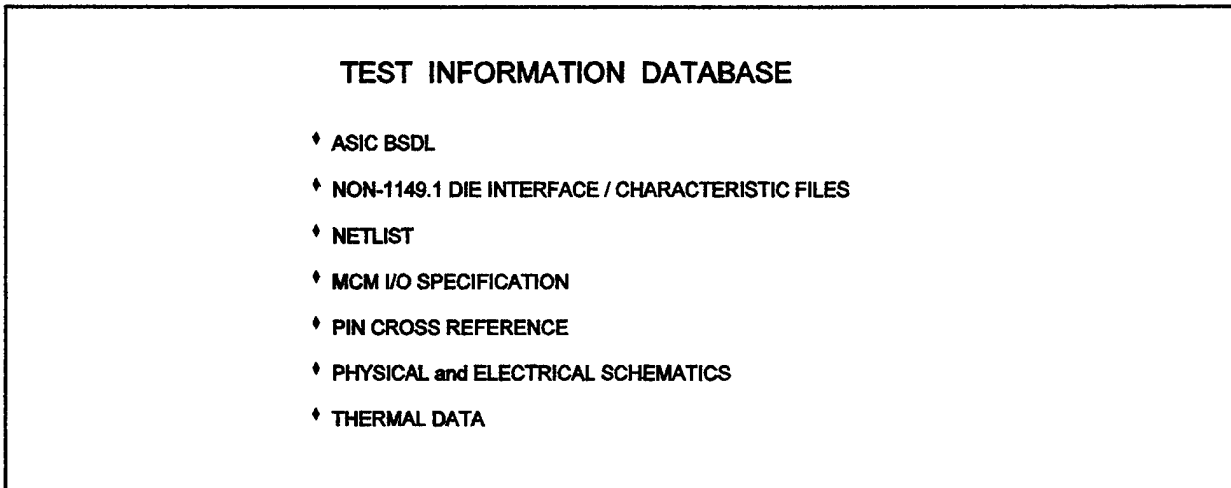 TEST INFORMATION DATABASE
♦ ASIC BSDL
♦ NON-1149.1 DIE INTERFACE / CHARACTERISTIC FILES
♦ NETLIST
♦ MCM I/O SPECIFICATION
♦ PIN CROSS REFERENCE
♦ PHYSICAL and ELECTRICAL SCHEMATICS
♦ THERMAL DATA